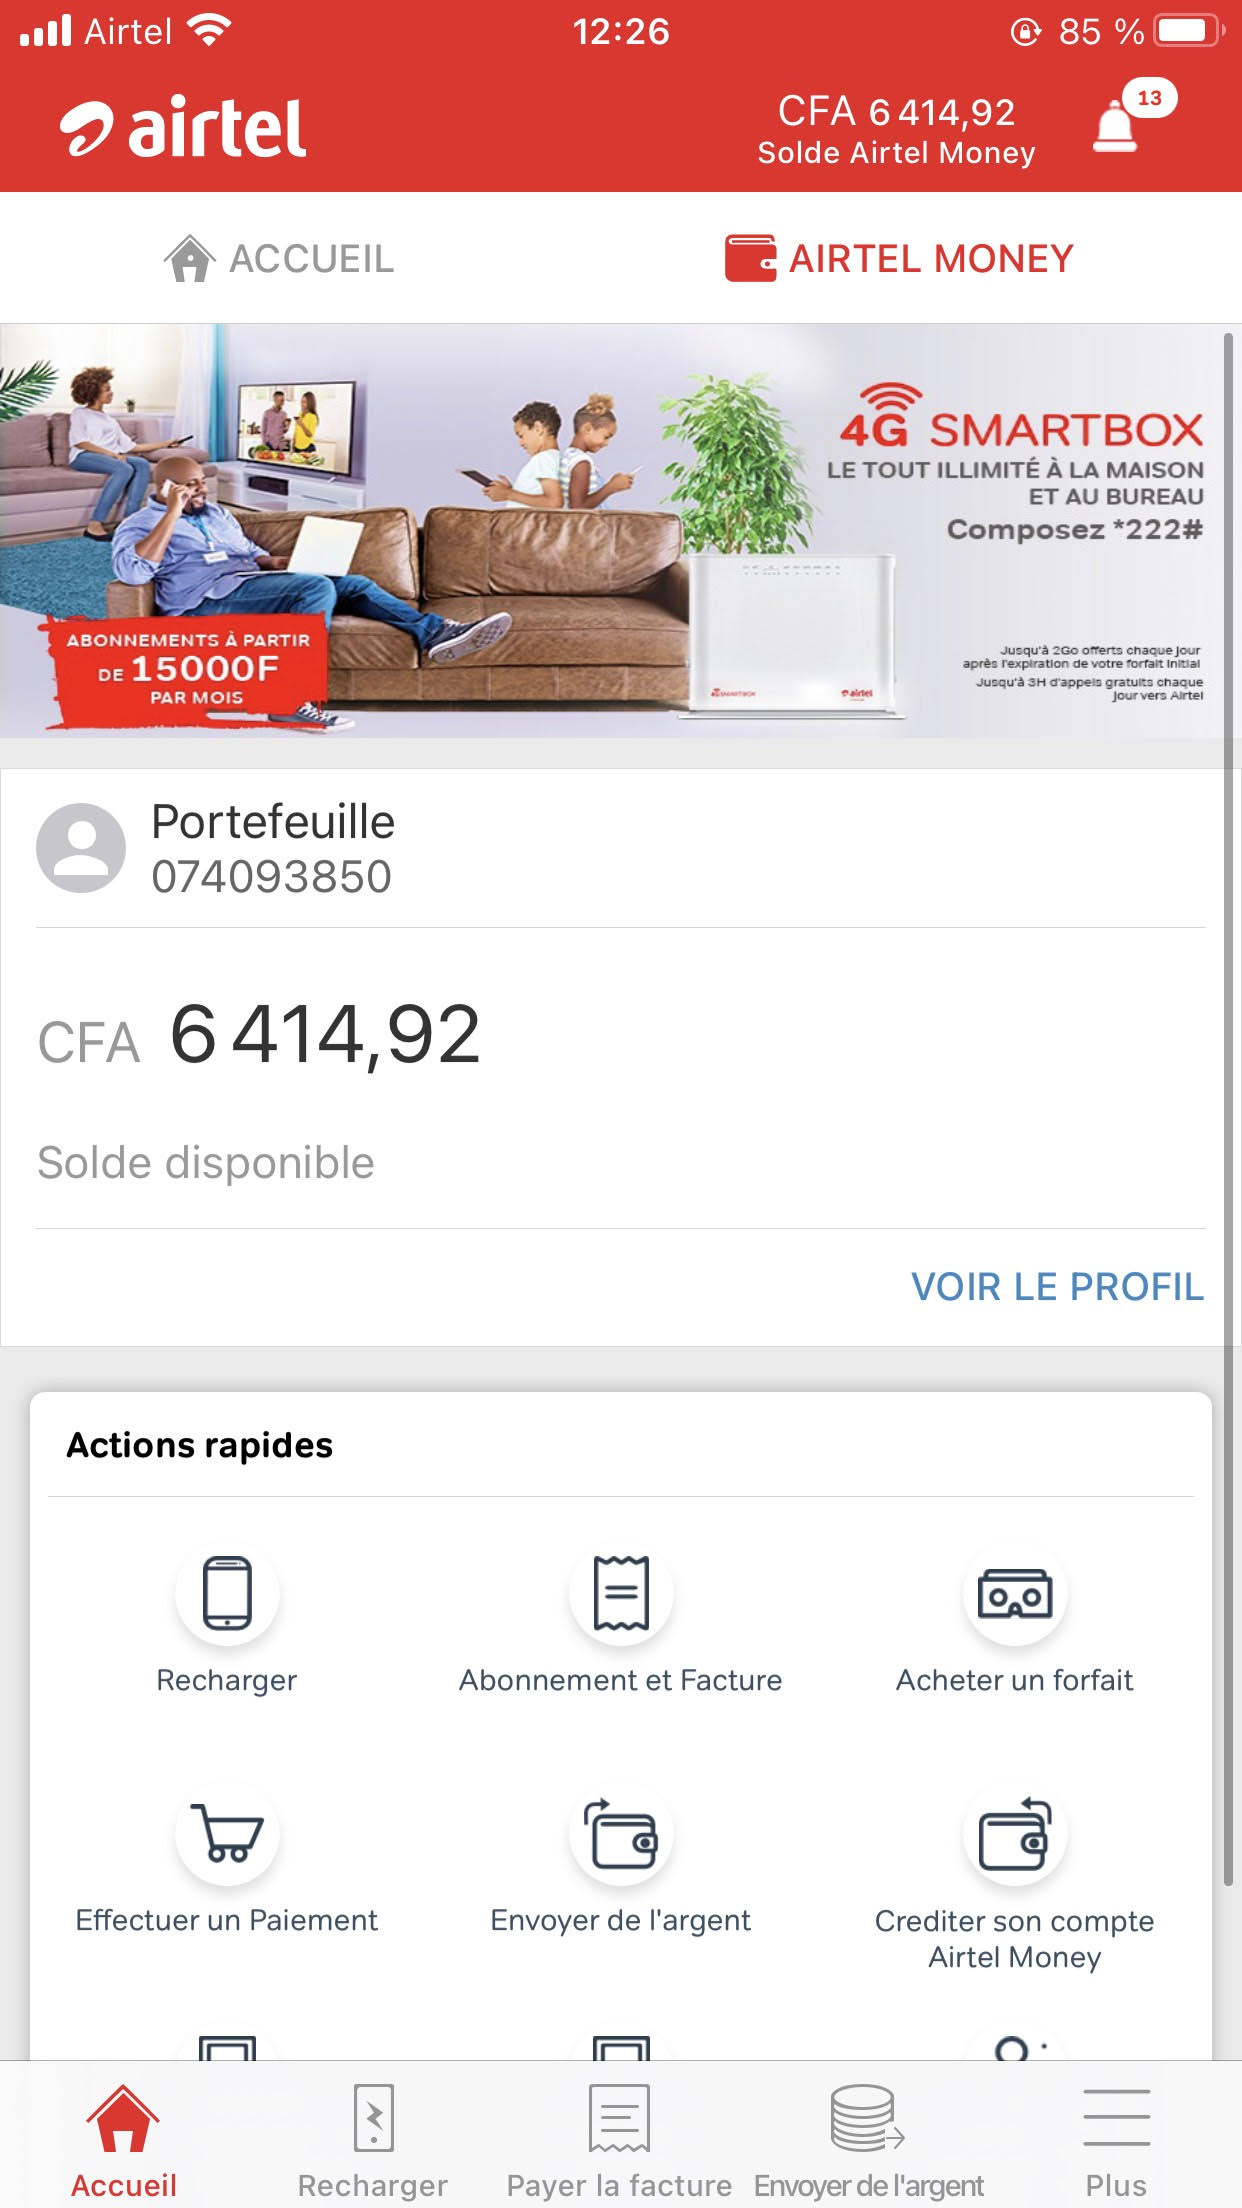 Airtel
12:26
85 %
airtel
CFA 6 414,92
13
Solde Airtel Money
ACCUEIL
AIRTEL MONEY
4G SMARTBOX
LE TOUT ILLIMITÉ À LA MAISON
ET AU BUREAU
Composez *222#
ABONNEMENTS À PARTIR
DE 15000F
PAR MOIS
Jusqu'à 2Go offerts chaque jour
après l'expiration de votre forfait initial
Jusqu'à 3H d'appels gratuits chaque
jour vers Airtel
4G SMARTBOX
airtel
Portefeuille
074093850
CFA 6 414,92
Solde disponible
VOIR LE PROFIL
Actions rapides
Recharger
Abonnement et Facture
Acheter un forfait
Effectuer un Paiement
Envoyer de l'argent
Crediter son compte
Airtel Money
Accueil
Recharger
Payer la facture
Envoyer de l'argent
Plus